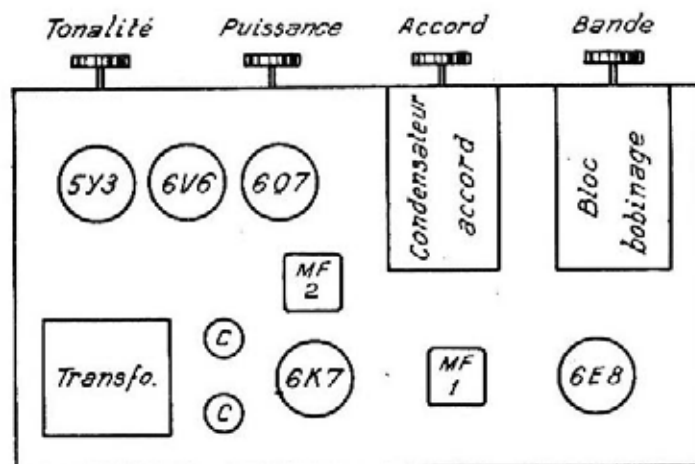 Tonalité Puissance Accord Bande
Condensateur
accord
Bloc
bobinage
5Y3 6V6 6Q7
MF
2
Transfo.
C
C
6K7
MF
1
6E8